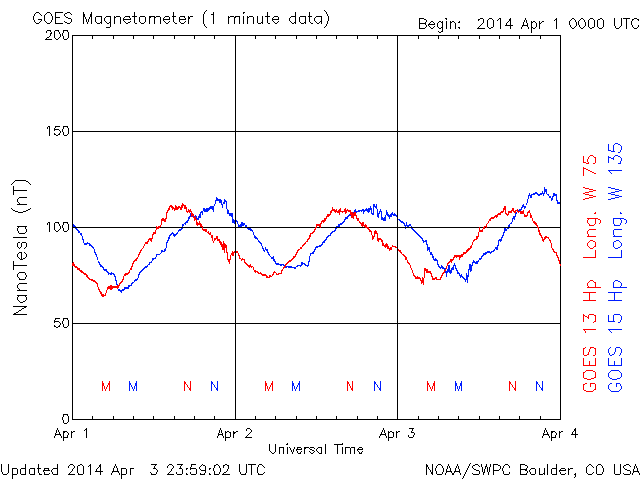 GOES Magnetometer (1 minute data)
Begin: 2014 Apr 1 0000 UTC
200
150
100
50
0
NanoTesla (nT)
M M N N M M N N M M N N
Apr 1 Apr 2 Apr 3 Apr 4
Universal Time
GOES 13 Hp Long. W 75
GOES 15 Hp Long. W 135
Updated 2014 Apr 3 23:59:02 UTC
NOAA/SWPC Boulder, CO USA